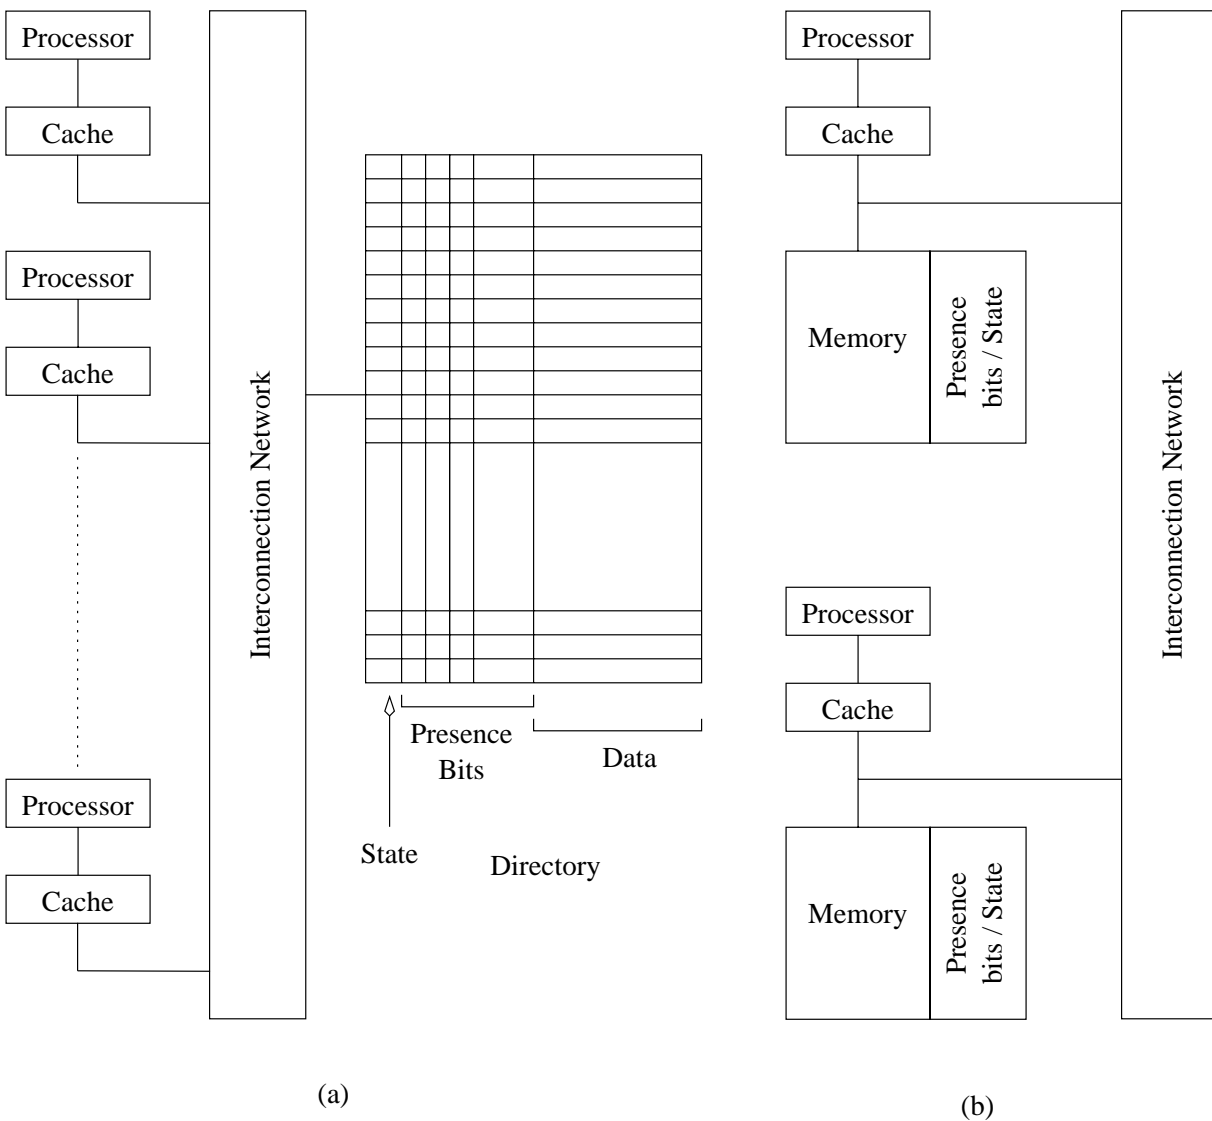 Processor
Cache
Processor
Cache
Processor
Cache
Interconnection Network
State
Presence
Bits
Data
Directory
(a)
Processor
Cache
Memory
Presence
bits / State
Processor
Cache
Memory
Presence
bits / State
Interconnection Network
(b)